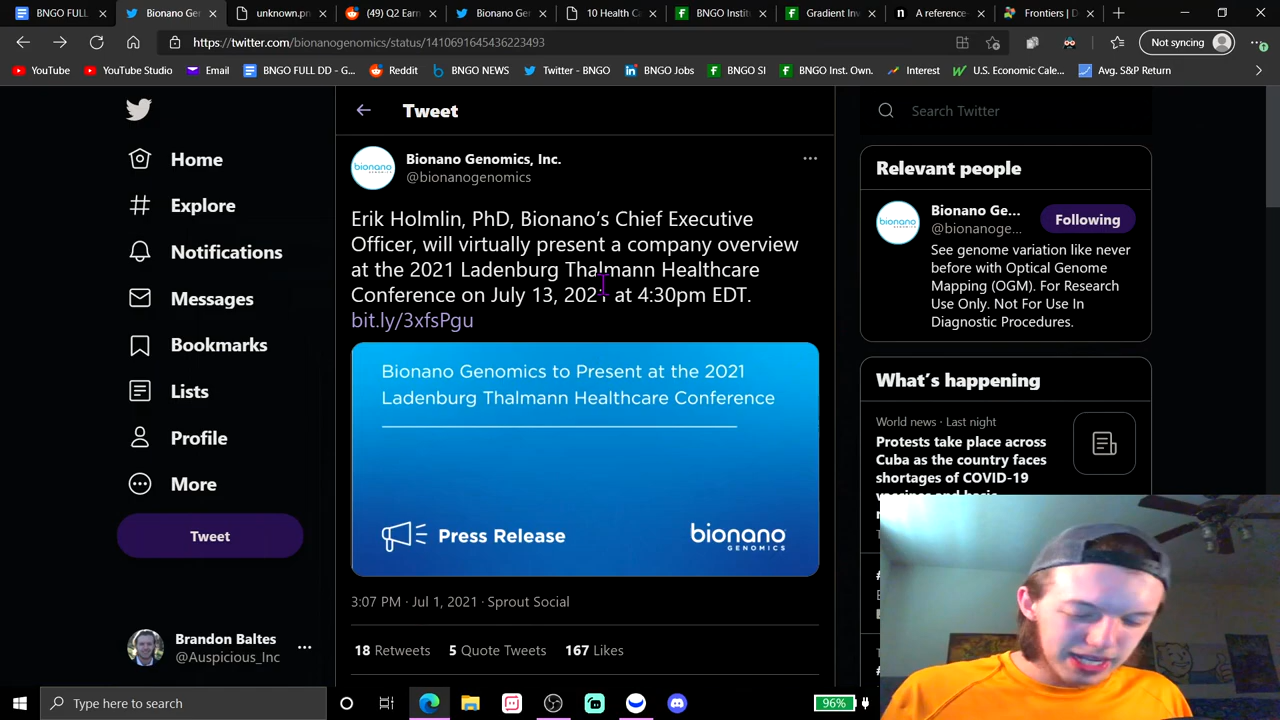 BNGO FULL
Bionano Ger
unknown.pn
(49) Q2 Earn
Bionano Gen
10 Health Ca
BNGO Instit
Gradient Inv
A reference-
Frontiers | D
https://twitter.com/bionanogenomics/status/1410691645436223493
Not syncing
YouTube
YouTube Studio
Email
BNGO FULL DD - G...
Reddit
BNGO NEWS
Twitter - BNGO
BNGO Jobs
BNGO SI
BNGO Inst. Own.
Interest
U.S. Economic Cale...
Avg. S&P Return
Home
Explore
Notifications
Messages
Bookmarks
Lists
Profile
More
Tweet
Brandon Baltes
@Auspicious_Inc
Tweet
Bionano Genomics, Inc.
@bionanogenomics
Erik Holmlin, PhD, Bionano’s Chief Executive
Officer, will virtually present a company overview
at the 2021 Ladenburg Thalmann Healthcare
Conference on July 13, 2021 at 4:30pm EDT.
bit.ly/3xfsPgu
Bionano Genomics to Present at the 2021
Ladenburg Thalmann Healthcare Conference
Press Release
bionano
GENOMICS
3:07 PM · Jul 1, 2021 · Sprout Social
18 Retweets 5 Quote Tweets 167 Likes
Search Twitter
Relevant people
Bionano Ge...
@bionanoge...
Following
See genome variation like never
before with Optical Genome
Mapping (OGM). For Research
Use Only. Not For Use In
Diagnostic Procedures.
What’s happening
World news · Last night
Protests take place across
Cuba as the country faces
shortages of COVID-19
Type here to search
96%